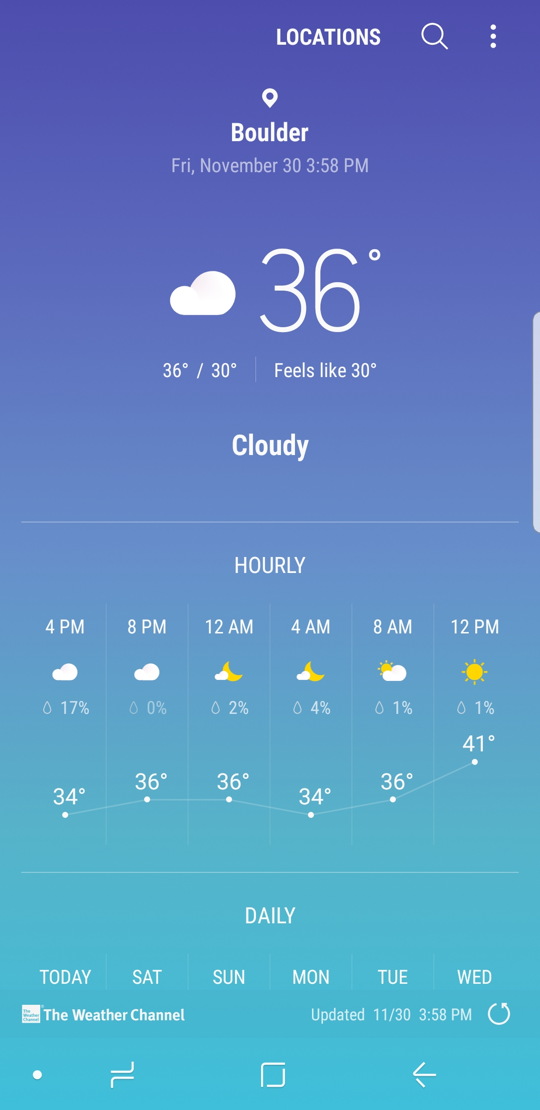 LOCATIONS
Boulder
Fri, November 30 3:58 PM
36°
36° / 30° Feels like 30°
Cloudy
HOURLY
4 PM 8 PM 12 AM 4 AM 8 AM 12 PM
17% 0% 2% 4% 1% 1%
34° 36° 36° 34° 36° 41°
DAILY
TODAY SAT SUN MON TUE WED
The Weather Channel The Weather Channel Updated 11/30 3:58 PM